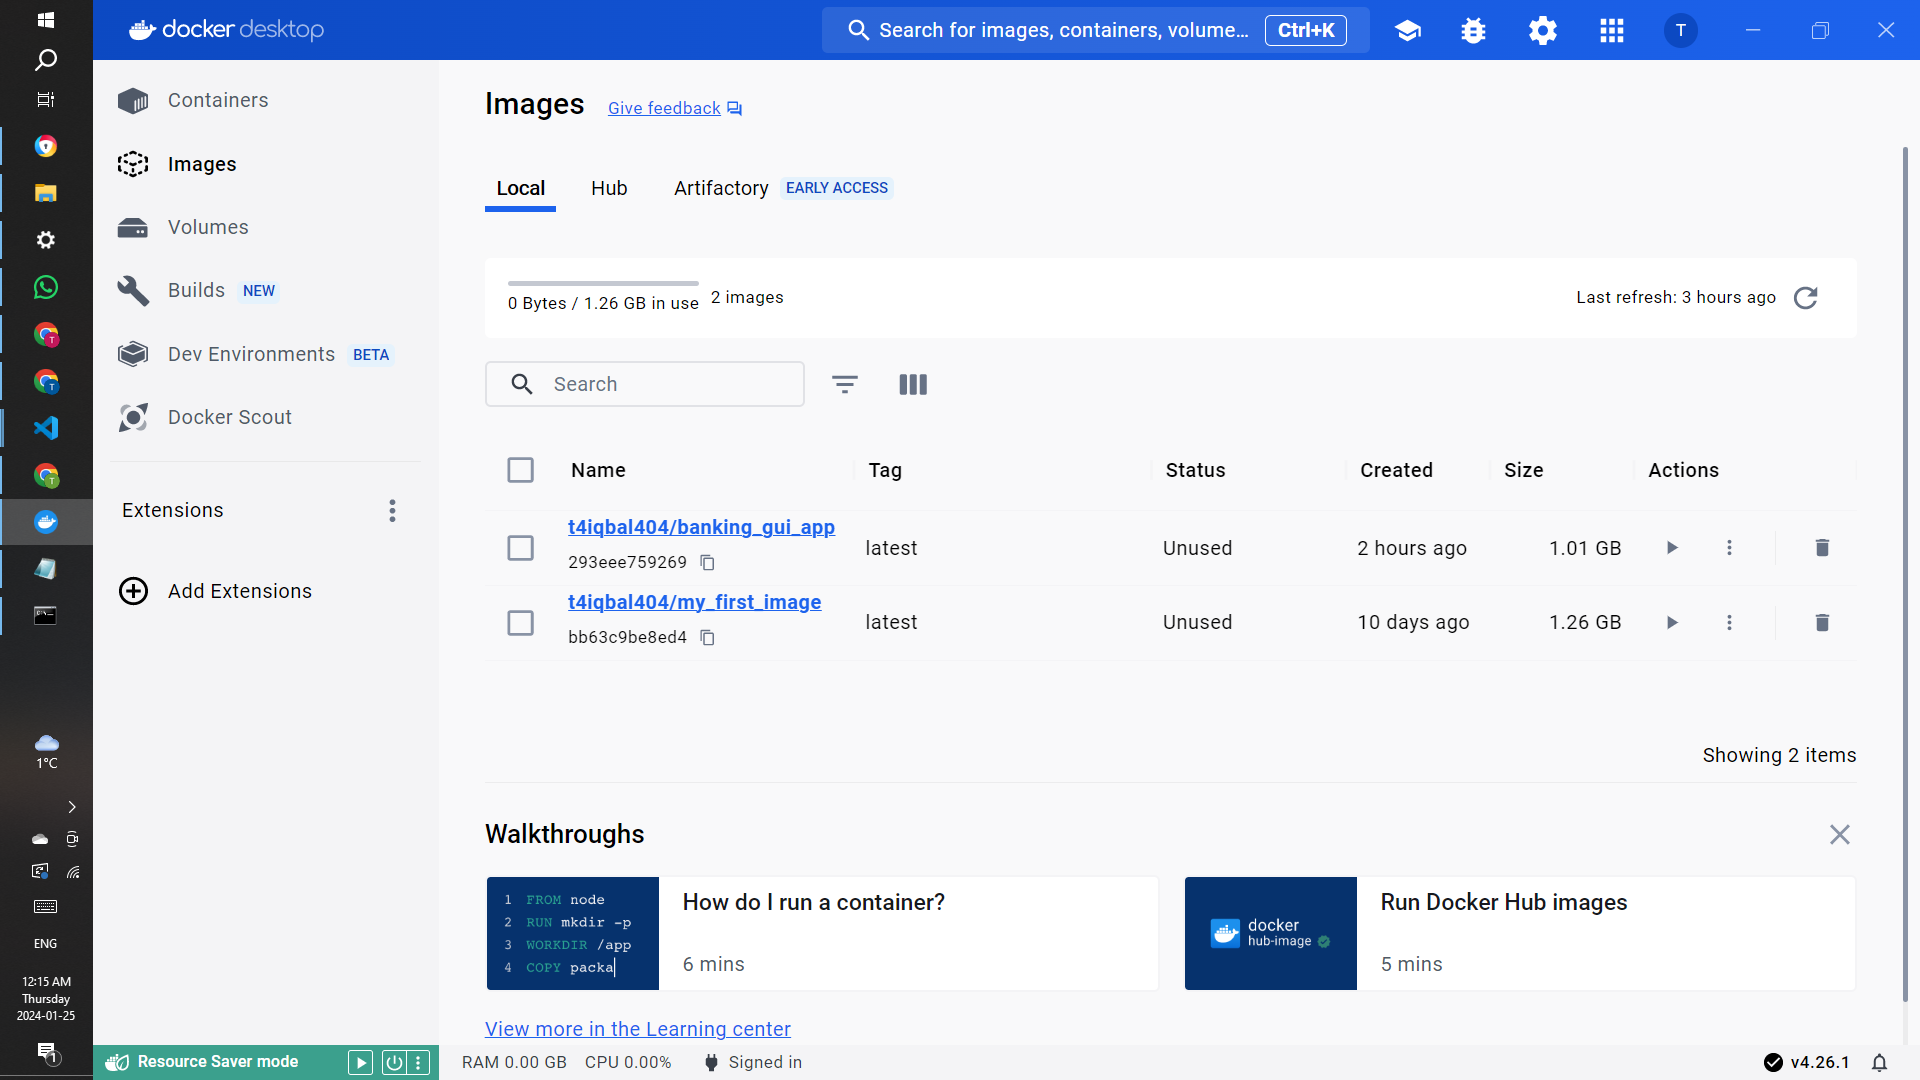 docker desktop
Search for images, containers, volume... Ctrl+K
T
Containers
Images
Volumes
Builds NEW
Dev Environments BETA
Docker Scout
Extensions
Add Extensions
Images Give feedback
Local Hub Artifactory EARLY ACCESS
0 Bytes / 1.26 GB in use 2 images
Last refresh: 3 hours ago
Search
Name Tag Status Created Size Actions
t4iqbal404/banking_gui_app
293eee759269
latest Unused 2 hours ago 1.01 GB
t4iqbal404/my_first_image
bb63c9be8ed4
latest Unused 10 days ago 1.26 GB
Showing 2 items
Walkthroughs
1 FROM node
2 RUN mkdir -p
3 WORKDIR /app
4 COPY packa
How do I run a container?
6 mins
docker
hub-image
Run Docker Hub images
5 mins
View more in the Learning center
Resource Saver mode
RAM 0.00 GB CPU 0.00% Signed in
v4.26.1
T
T
T
1°C
ENG
12:15 AM
Thursday
2024-01-25
1